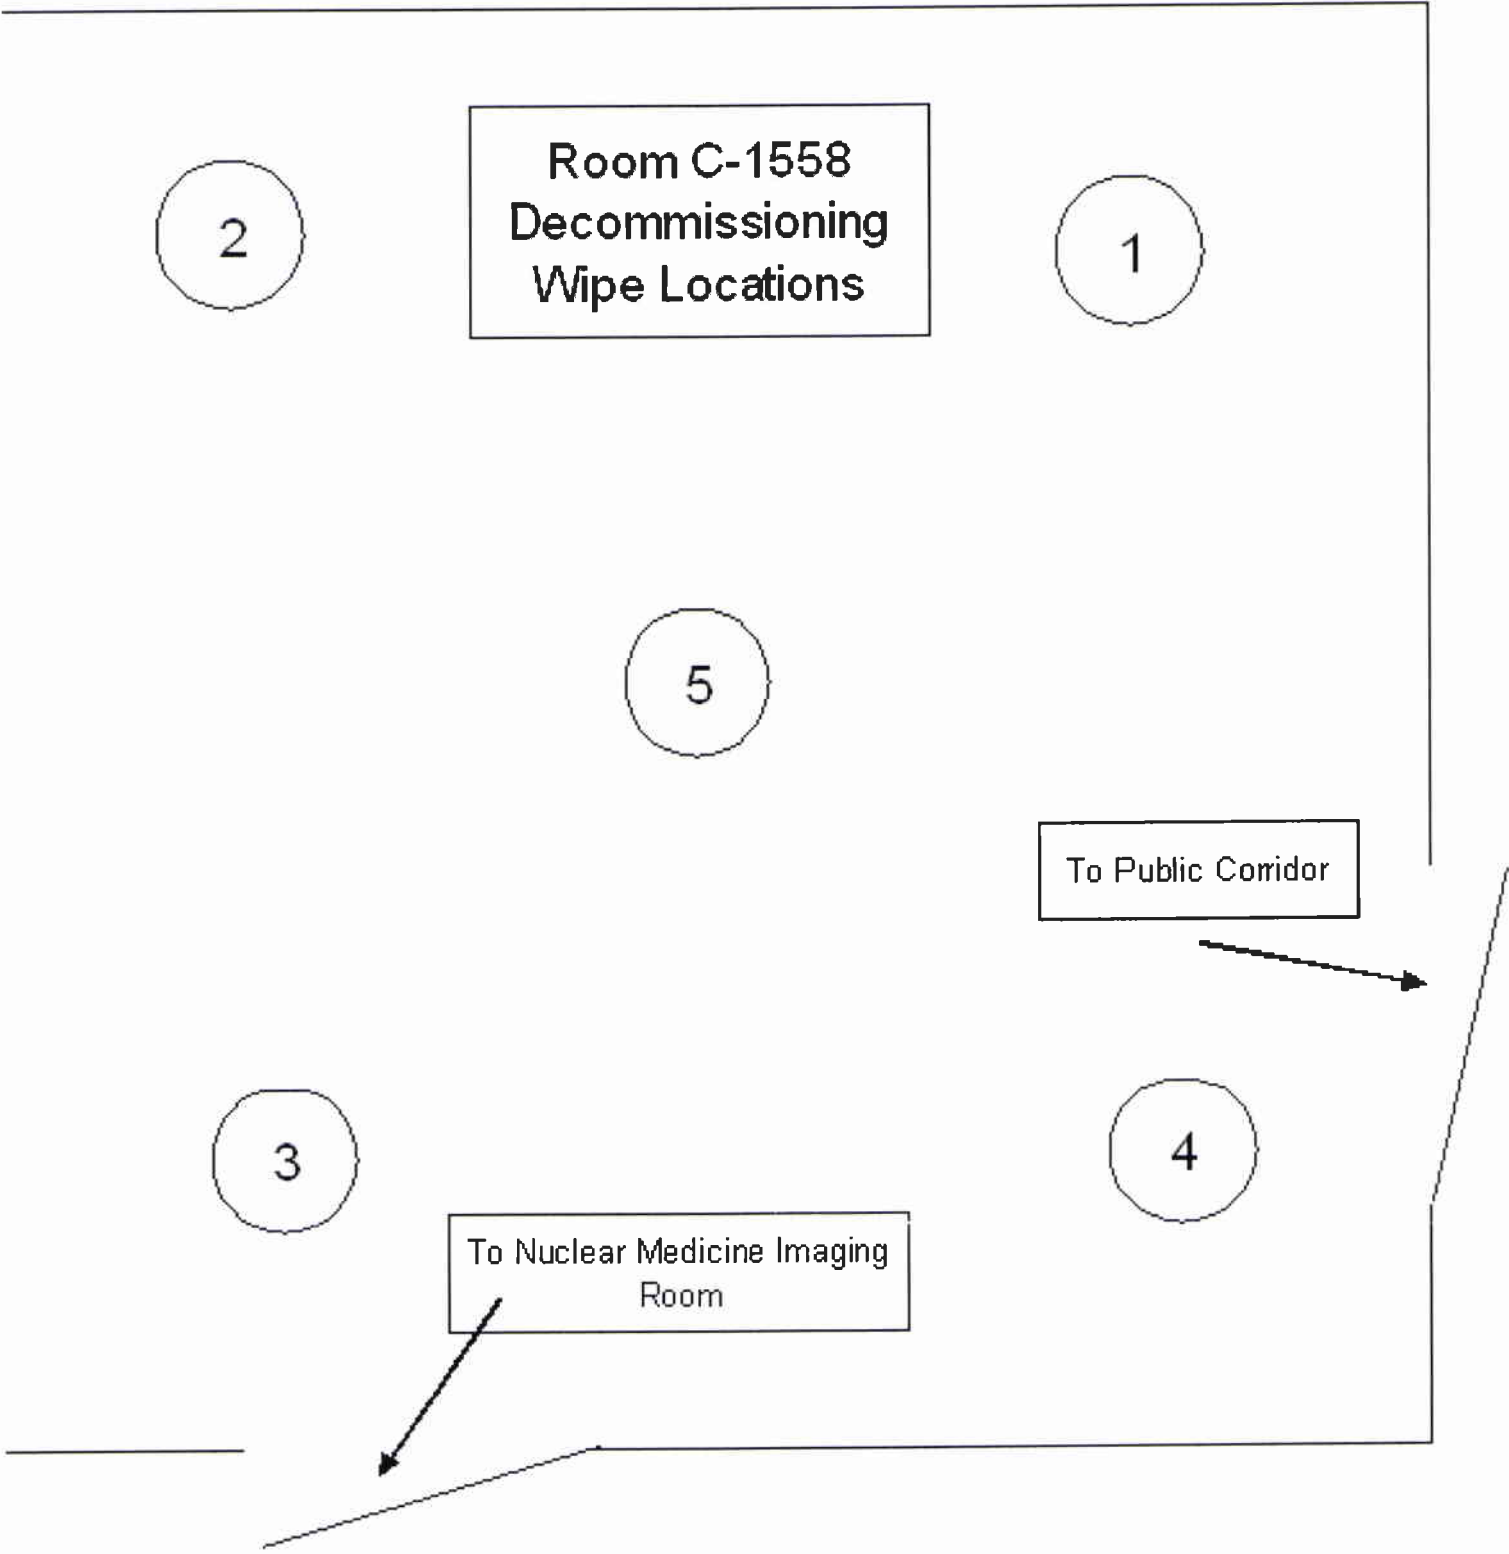 Room C-1558
Decommissioning
Wipe Locations
2
1
5
To Public Corridor
3
4
To Nuclear Medicine Imaging
Room